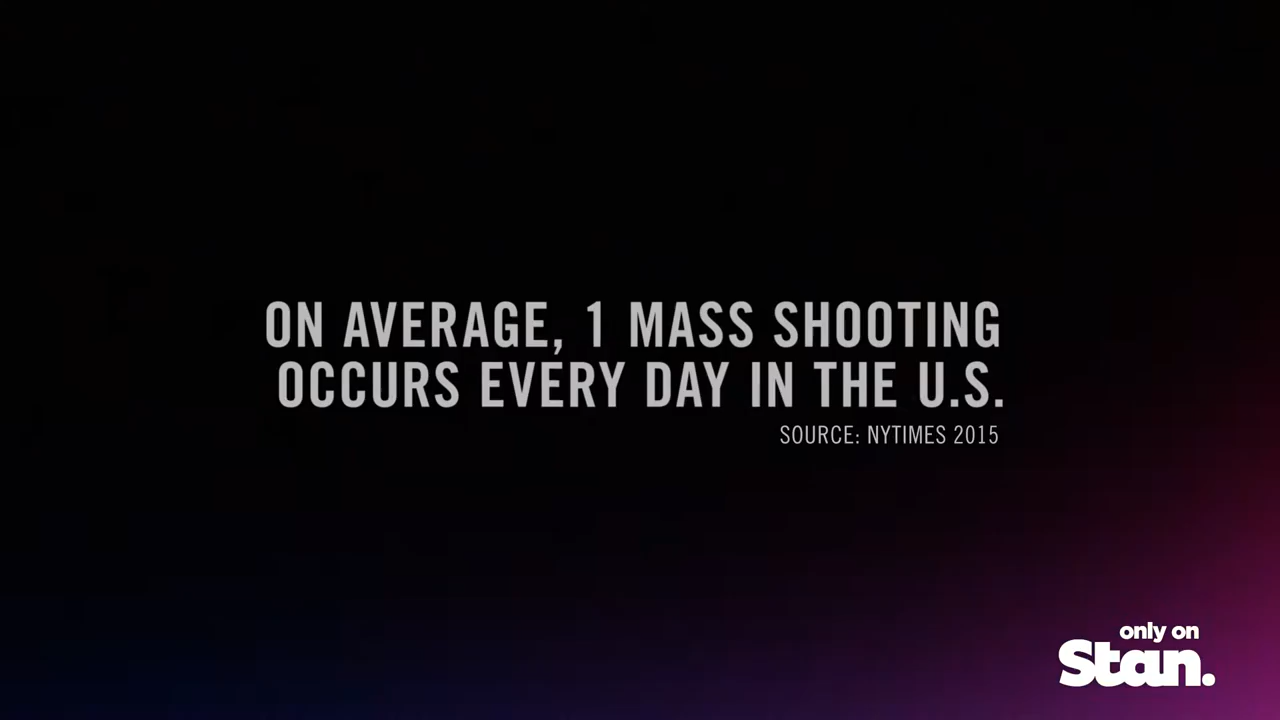 ON AVERAGE, 1 MASS SHOOTING
OCCURS EVERY DAY IN THE U.S.
SOURCE: NYTIMES 2015
only on
Stan.